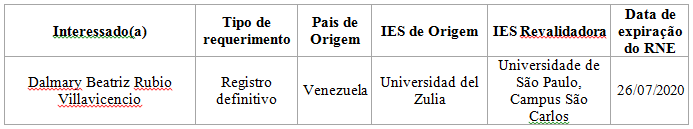 Interessado(a)
Tipo de
requerimento
Pais de
Origem
IES de Origem
IES Revalidadora
Data de
expiração
do RNE
Dalmary Beatriz Rubio
Villavicencio
Registro
definitivo
Venezuela
Universidad del
Zulia
Universidade de
São Paulo,
Campus São
Carlos
26/07/2020